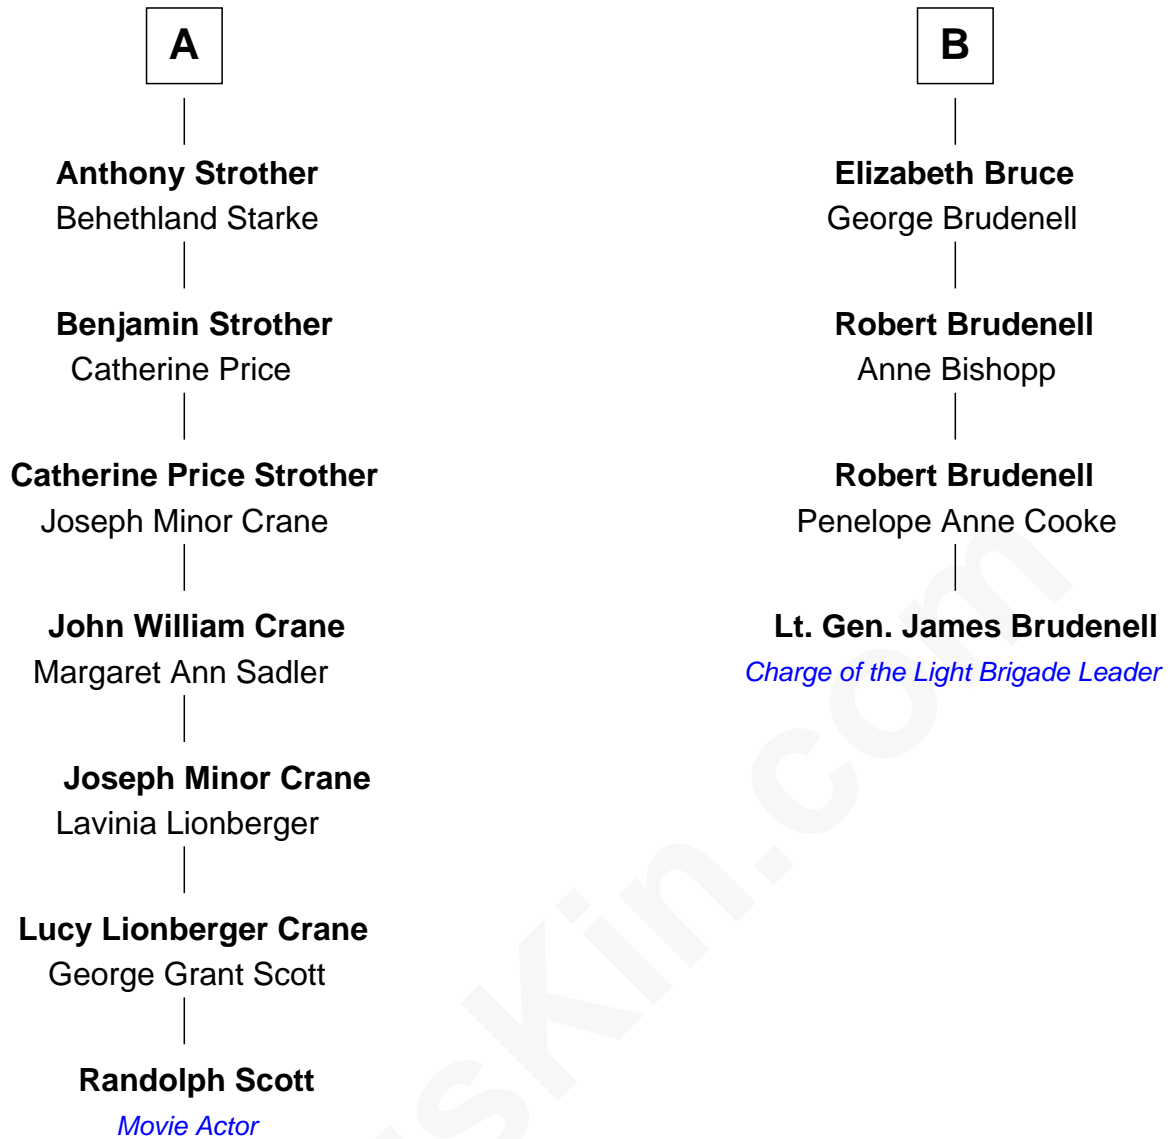 A
Anthony Strother
Behethland Starke
Benjamin Strother
Catherine Price
Catherine Price Strother
Joseph Minor Crane
John William Crane
Margaret Ann Sadler
Joseph Minor Crane
Lavinia Lionberger
Lucy Lionberger Crane
George Grant Scott
Randolph Scott
Movie Actor
B
Elizabeth Bruce
George Brudenell
Robert Brudenell
Anne Bishopp
Robert Brudenell
Penelope Anne Cooke
Lt. Gen. James Brudenell
Charge of the Light Brigade Leader